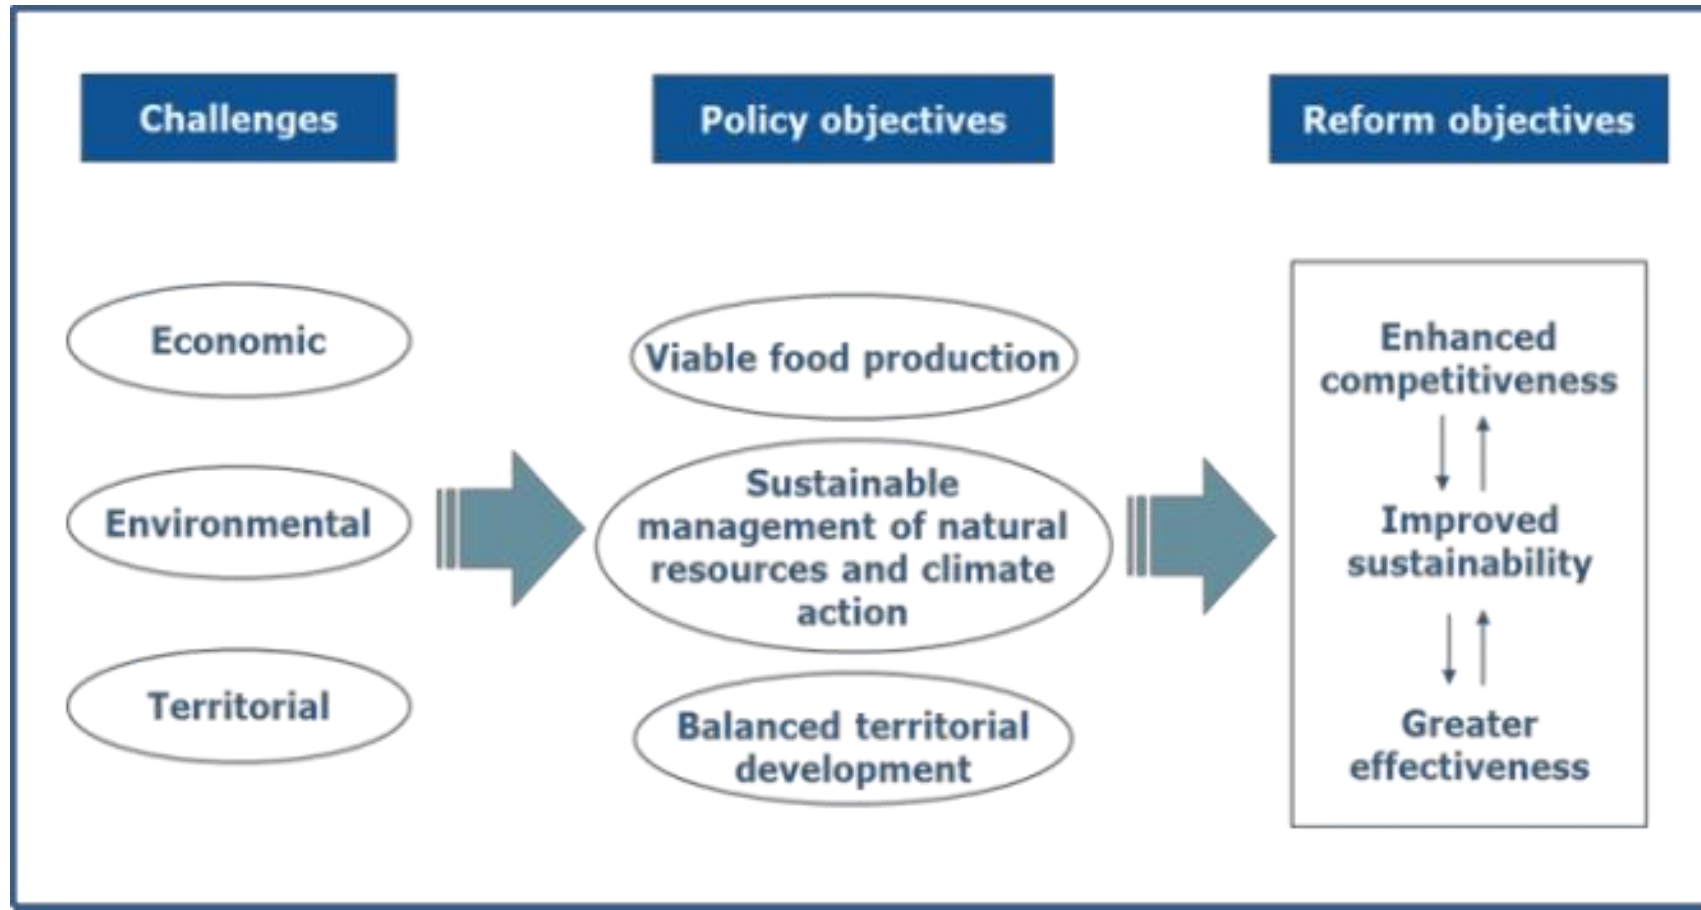 Challenges
Policy objectives
Reform objectives
Economic
Environmental
Territorial
Viable food production
Sustainable
management of natural
resources and climate
action
Balanced territorial
development
Enhanced
competitiveness
Improved
sustainability
Greater
effectiveness